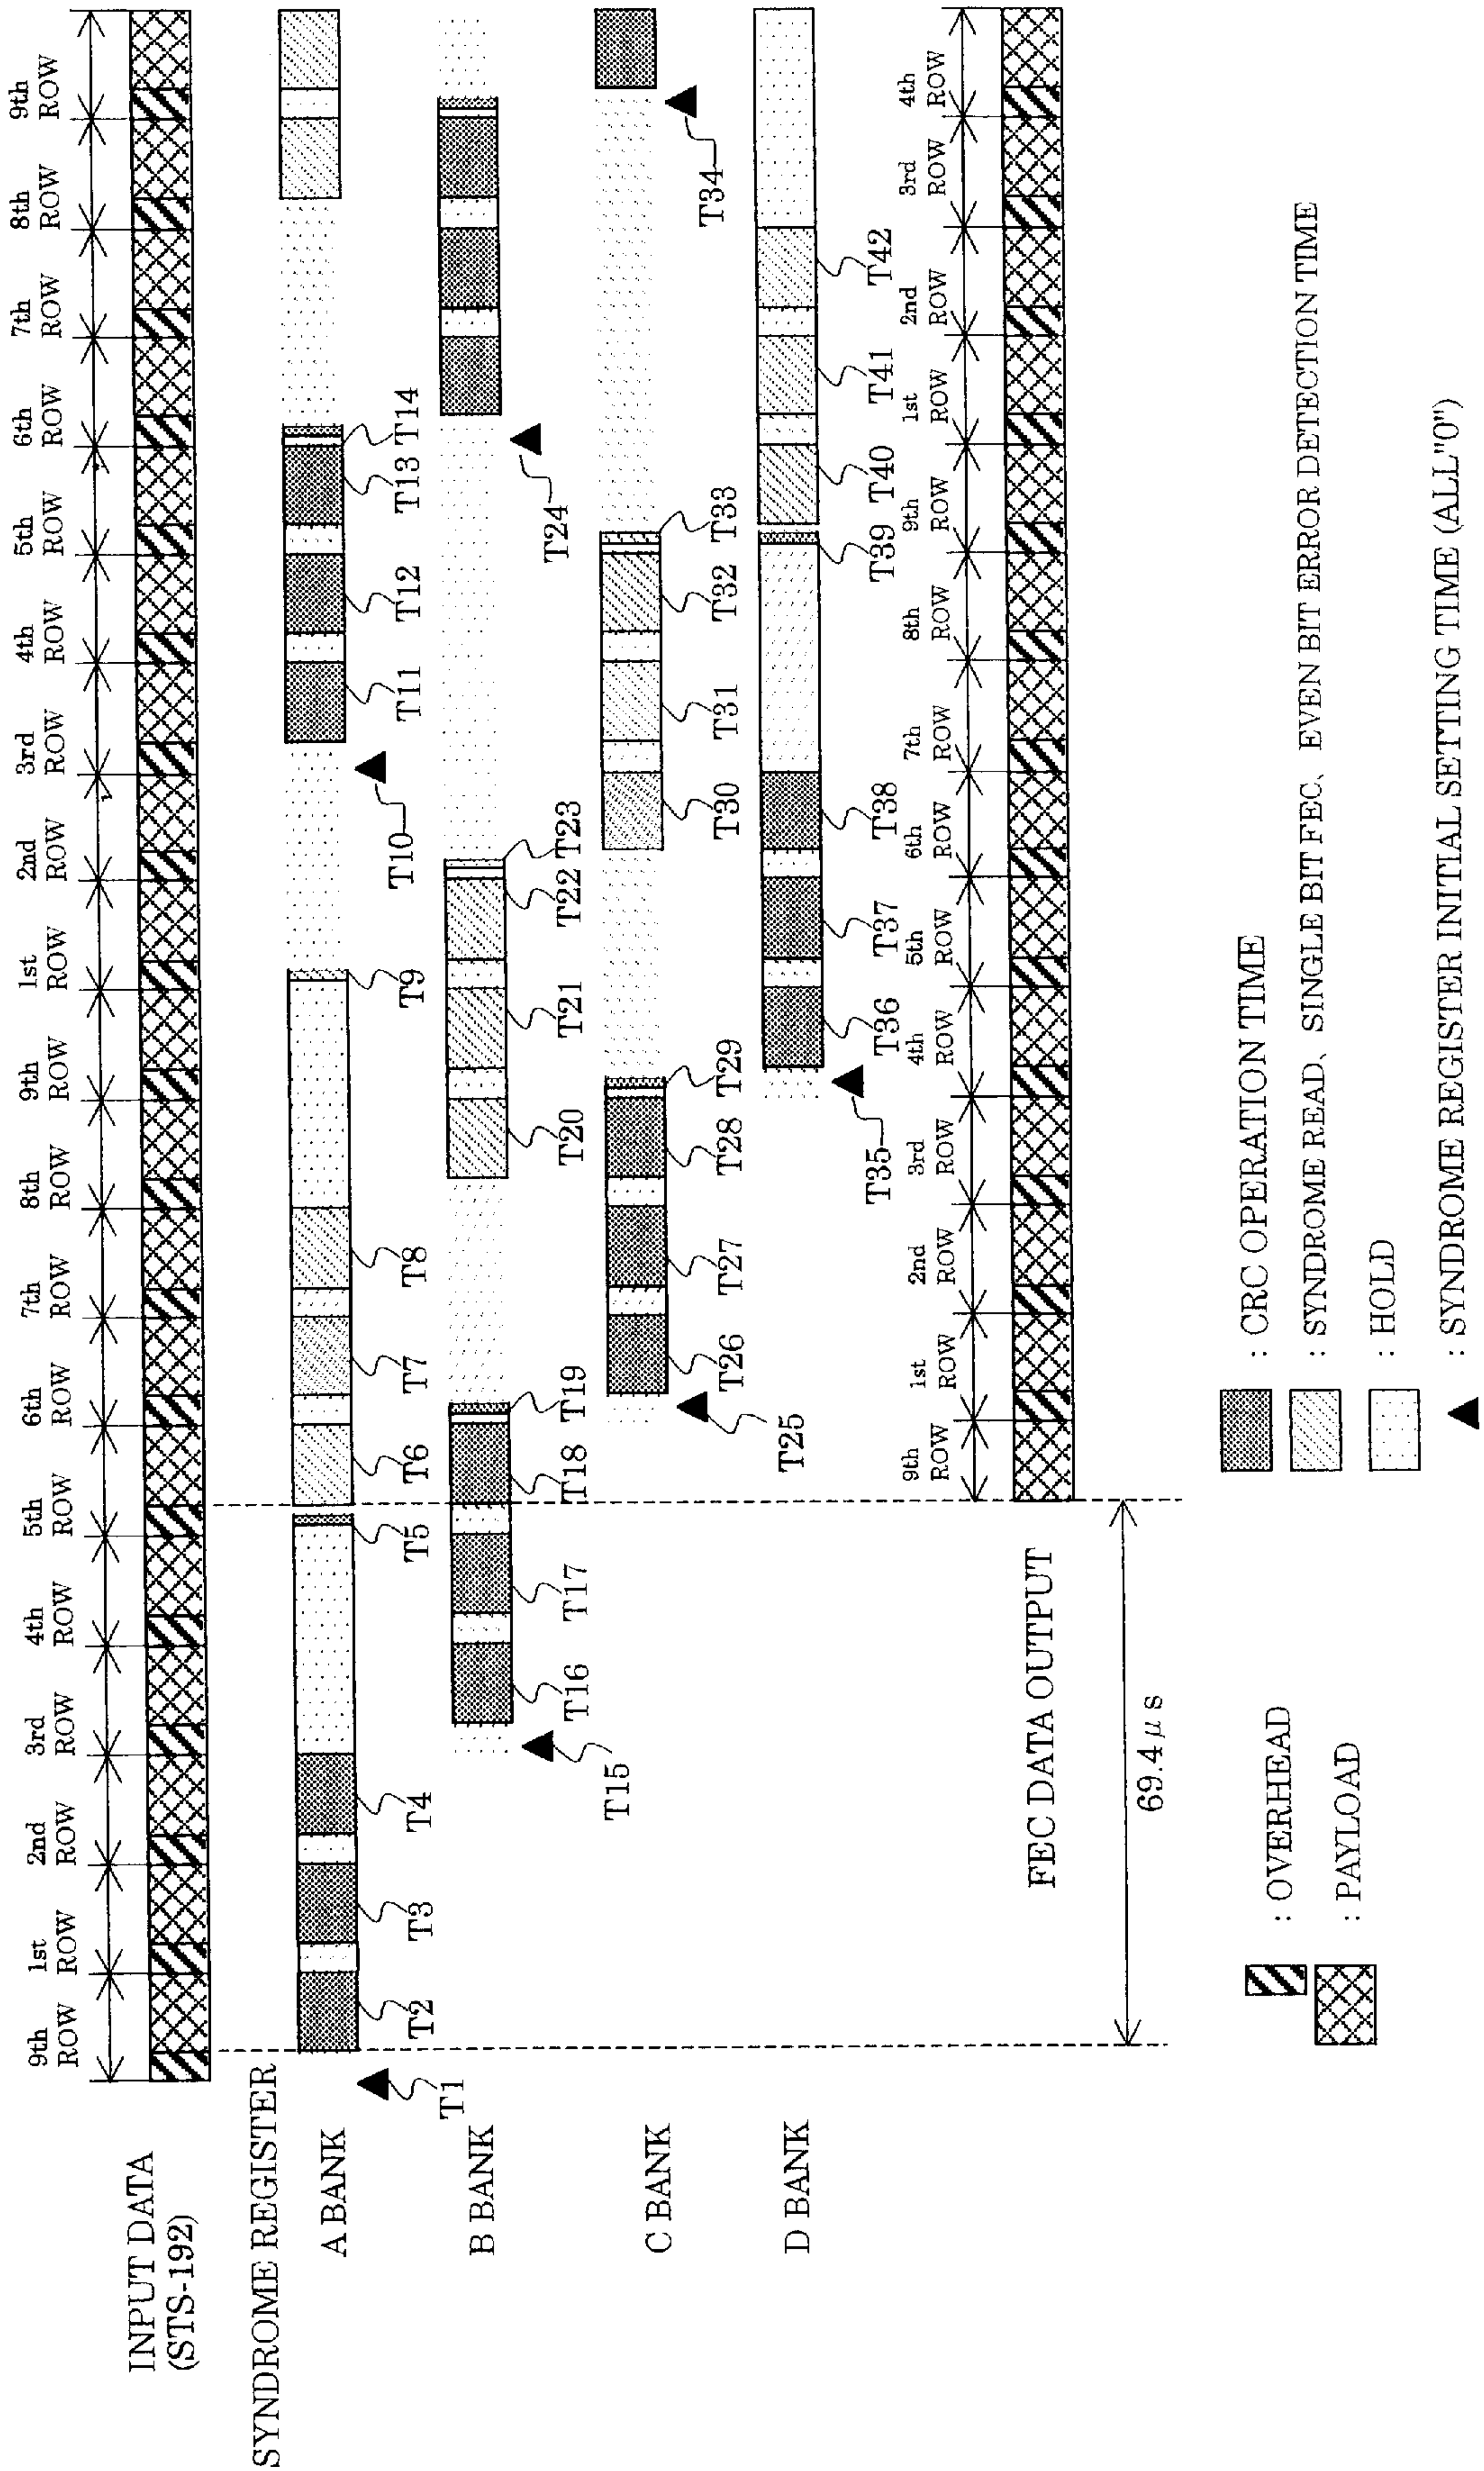 INPUT DATA
(STS-192)
9th
ROW
1st
ROW
2nd
ROW
3rd
ROW
4th
ROW
5th
ROW
6th
ROW
7th
ROW
8th
ROW
9th
ROW
1st
ROW
2nd
ROW
3rd
ROW
4th
ROW
5th
ROW
6th
ROW
7th
ROW
8th
ROW
9th
ROW
SYNDROME REGISTER
A BANK
T1
T2
T3
T4
T5
T6
T7
T8
T9
T10
T11
T12
T13
T14
B BANK
T15
T16
T17
T18
T19
T20
T21
T22
T23
T24
C BANK
T25
T26
T27
T28
T29
T30
T31
T32
T33
T34
D BANK
T35
T36
T37
T38
T39
T40
T41
T42
FEC DATA OUTPUT
9th
ROW
1st
ROW
2nd
ROW
3rd
ROW
4th
ROW
5th
ROW
6th
ROW
7th
ROW
8th
ROW
9th
ROW
1st
ROW
2nd
ROW
3rd
ROW
4th
ROW
69.4 μ s
: OVERHEAD
: PAYLOAD
: CRC OPERATION TIME
: SYNDROME READ、SINGLE BIT FEC、EVEN BIT ERROR DETECTION TIME
: HOLD
: SYNDROME REGISTER INITIAL SETTING TIME (ALL"0")